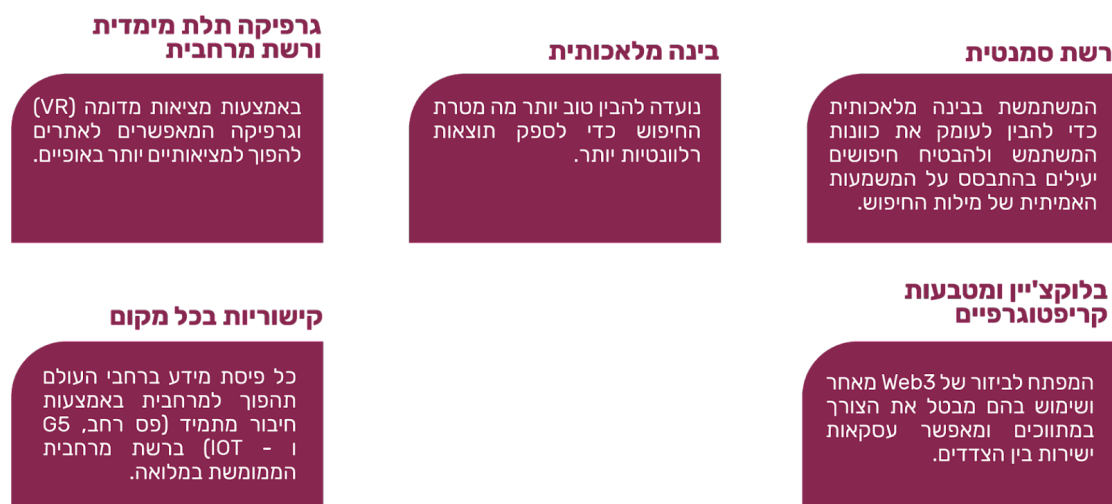 רשת סמנטית
המשתמשת בבינה מלאכותית
כדי להבין לעומק את כוונות
המשתמש ולהבטיח חיפושים
יעילים בהתבסס על המשמעות
האמיתית של מילות החיפוש.
בינה מלאכותית
נועדה להבין טוב יותר מה מטרת
החיפוש כדי לספק תוצאות
רלוונטיות יותר.
גרפיקה תלת מימדית
ורשת מרחבית
באמצעות מציאות מדומה (VR)
וגרפיקה המאפשרים לאתרים
להפוך למציאותיים יותר באופיים.
בלוקצ'יין ומטבעות
קריפטוגרפיים
המפתח לביזור של Web3 מאחר
ושימוש בהם מבטל את הצורך
במתווכים ומאפשר עסקאות
ישירות בין הצדדים.
קישוריות בכל מקום
כל פיסת מידע ברחבי העולם
תהפוך למרחבית באמצעות
חיבור מתמיד (פס רחב, G5
ו - IOT) ברשת מרחבית
הממומשת במלואה.